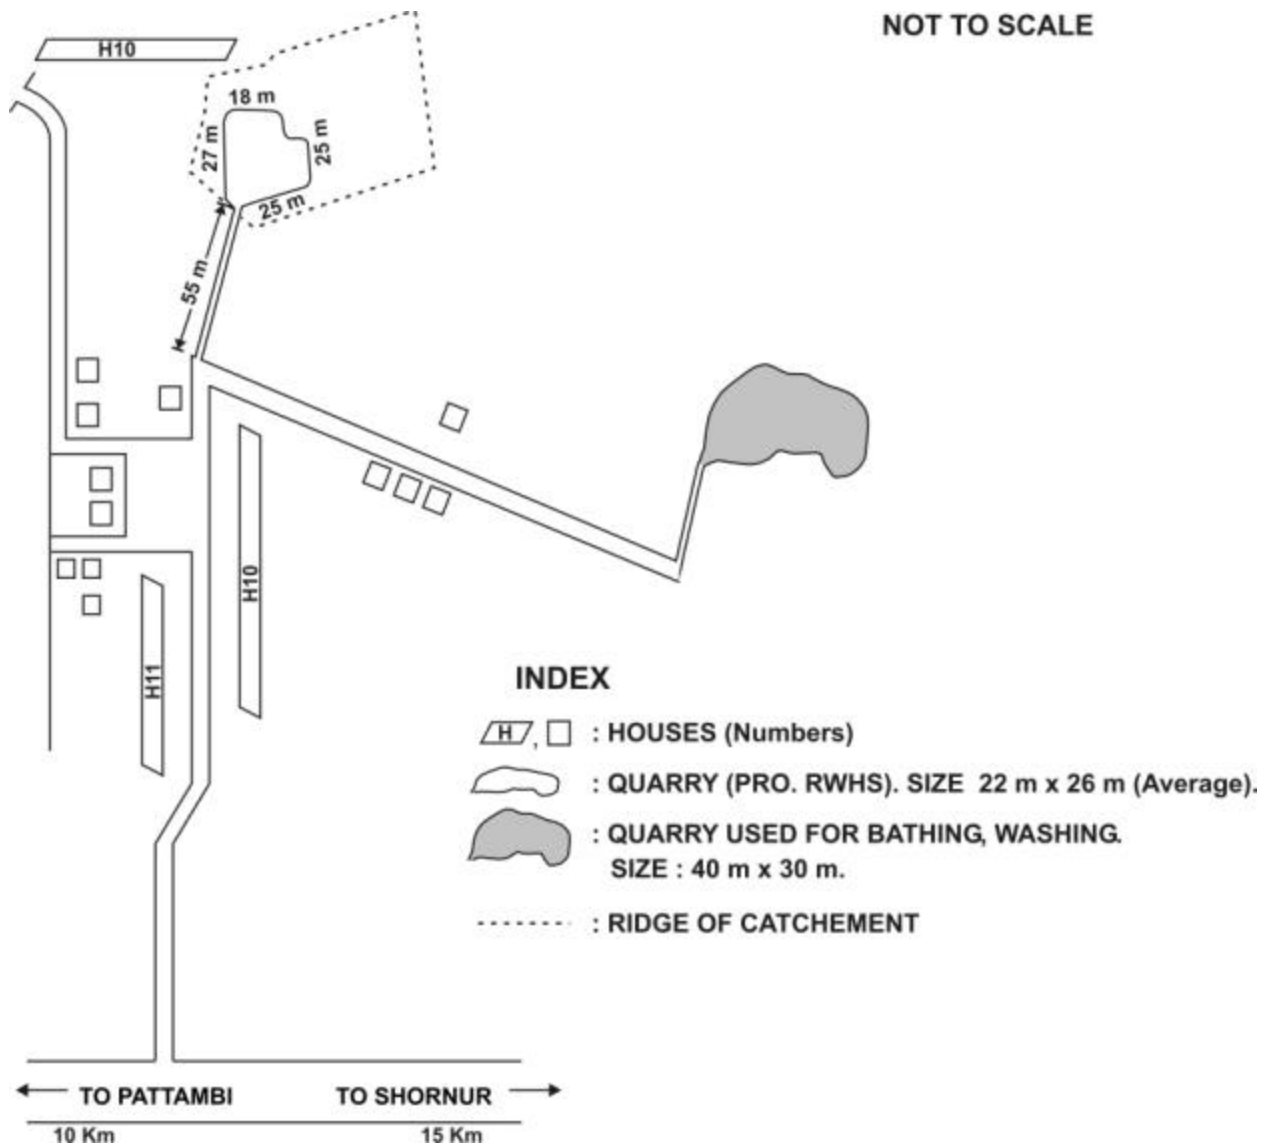 NOT TO SCALE
H10
18 m
27 m
25 m
25 m
55 m
H10
H11
INDEX
H , : HOUSES (Numbers)
: QUARRY (PRO. RWHS). SIZE 22 m x 26 m (Average).
: QUARRY USED FOR BATHING, WASHING.
SIZE : 40 m x 30 m.
: RIDGE OF CATCHEMENT
TO PATTAMBI TO SHORNUR
10 Km 15 Km